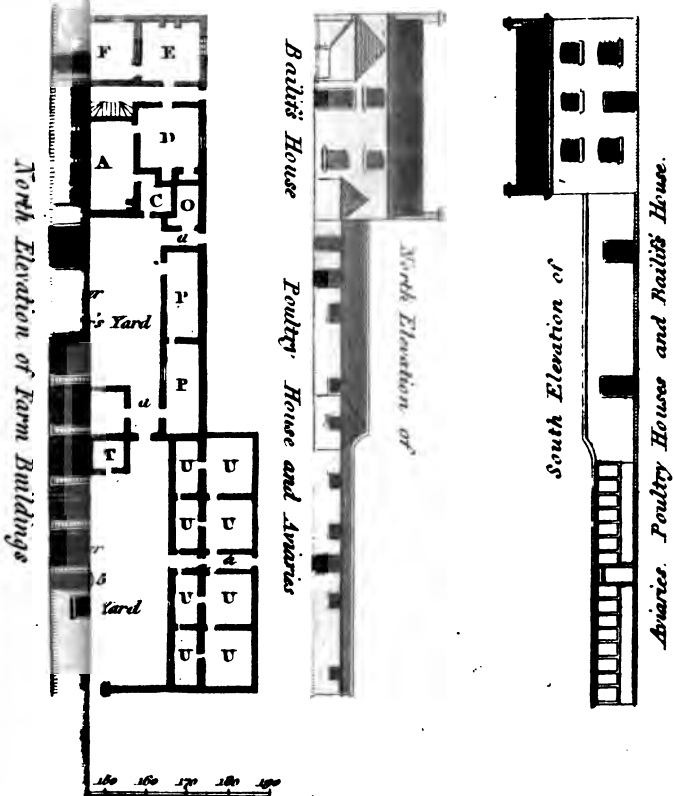 North Elevation of Farm Buildings
F E
D
A
C O
a
P
's Yard
P
a
T
U U
U U
a
U U
b
Yard
U U
150 160 170 180 190
North Elevation of
Bailiff's House Poultry House and Aviaries
South Elevation of
Aviaries. Poultry Houses and Bailiff's House.